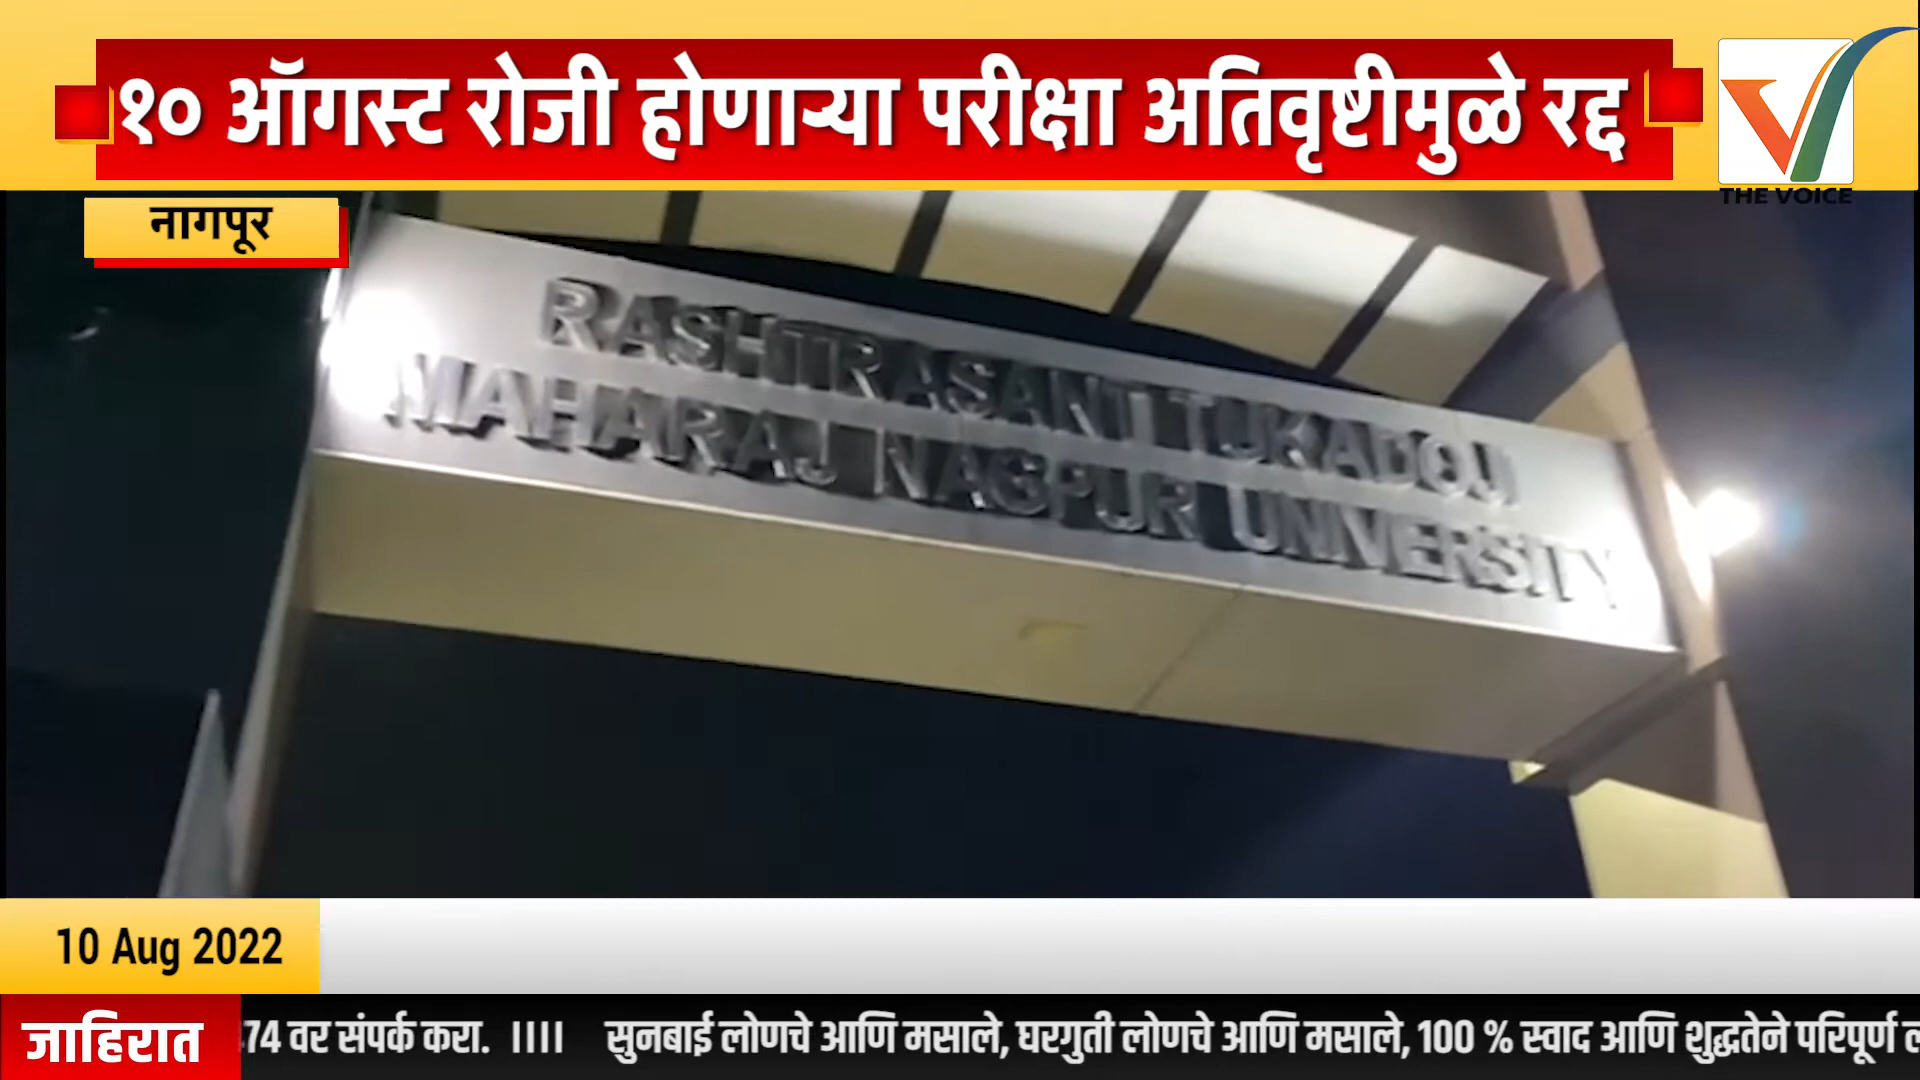 १० ऑगस्ट रोजी होणाऱ्या परीक्षा अतिवृष्टीमुळे रद्द
THE VOICE
नागपूर
RASHTRASANT TUKADOJI
MAHARAJ NAGPUR UNIVERSITY
10 Aug 2022
जाहिरात
74 वर संपर्क करा. ।।।। सुनबाई लोणचे आणि मसाले, घरगुती लोणचे आणि मसाले, 100 % स्वाद आणि शुद्धतेने परिपूर्ण